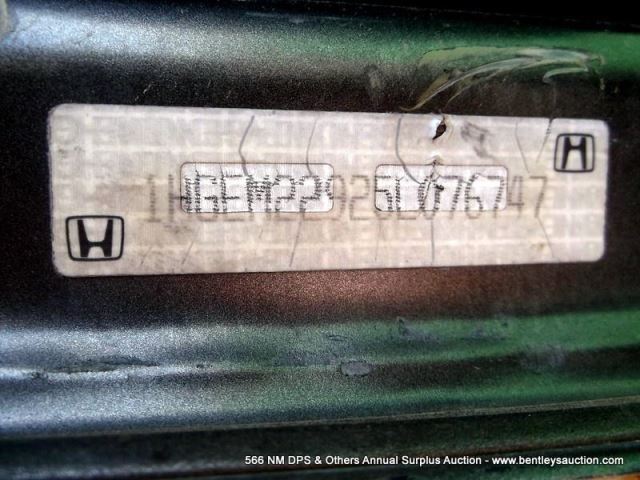 1HGEM22925L076747
566 NM DPS & Others Annual Surplus Auction - www.bentleysauction.com